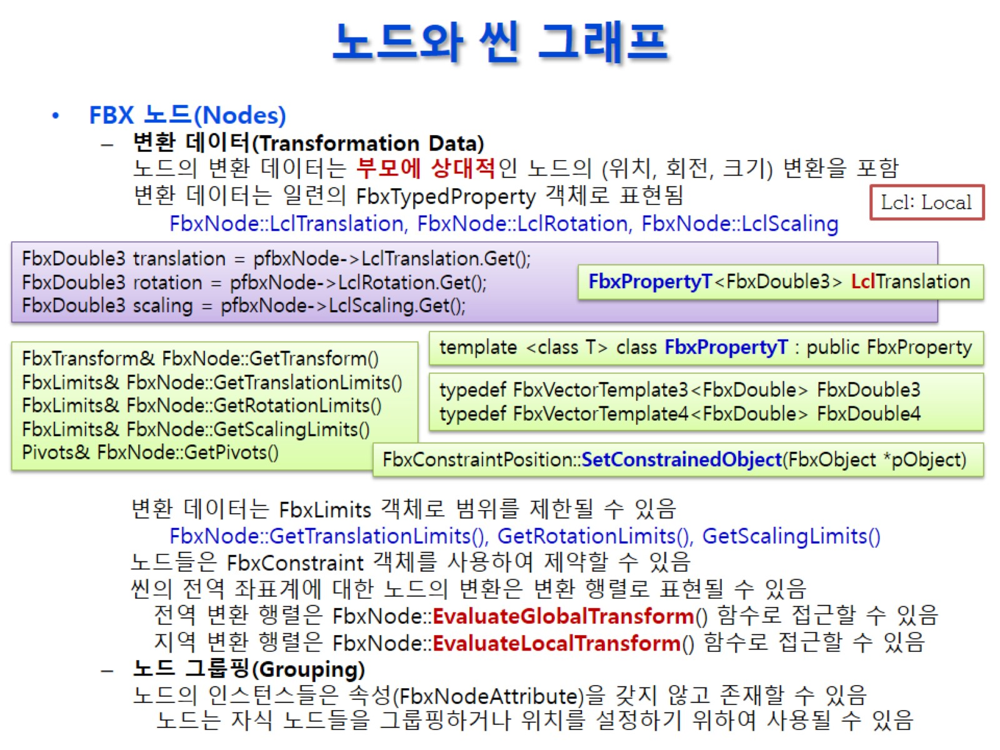 노드와 씬 그래프
• FBX 노드(Nodes)
– 변환 데이터(Transformation Data)
노드의 변환 데이터는 부모에 상대적인 노드의 (위치, 회전, 크기) 변환을 포함
변환 데이터는 일련의 FbxTypedProperty 객체로 표현됨
Lcl: Local
FbxNode::LclTranslation, FbxNode::LclRotation, FbxNode::LclScaling
FbxDouble3 translation = pfbxNode->LclTranslation.Get();
FbxDouble3 rotation = pfbxNode->LclRotation.Get();
FbxDouble3 scaling = pfbxNode->LclScaling.Get();
FbxPropertyT<FbxDouble3> LclTranslation
FbxTransform& FbxNode::GetTransform()
FbxLimits& FbxNode::GetTranslationLimits()
FbxLimits& FbxNode::GetRotationLimits()
FbxLimits& FbxNode::GetScalingLimits()
Pivots& FbxNode::GetPivots()
template <class T> class FbxPropertyT : public FbxProperty
typedef FbxVectorTemplate3<FbxDouble> FbxDouble3
typedef FbxVectorTemplate4<FbxDouble> FbxDouble4
FbxConstraintPosition::SetConstrainedObject(FbxObject *pObject)
변환 데이터는 FbxLimits 객체로 범위를 제한될 수 있음
FbxNode::GetTranslationLimits(), GetRotationLimits(), GetScalingLimits()
노드들은 FbxConstraint 객체를 사용하여 제약할 수 있음
씬의 전역 좌표계에 대한 노드의 변환은 변환 행렬로 표현될 수 있음
전역 변환 행렬은 FbxNode::EvaluateGlobalTransform() 함수로 접근할 수 있음
지역 변환 행렬은 FbxNode::EvaluateLocalTransform() 함수로 접근할 수 있음
– 노드 그룹핑(Grouping)
노드의 인스턴스들은 속성(FbxNodeAttribute)을 갖지 않고 존재할 수 있음
노드는 자식 노드들을 그룹핑하거나 위치를 설정하기 위하여 사용될 수 있음